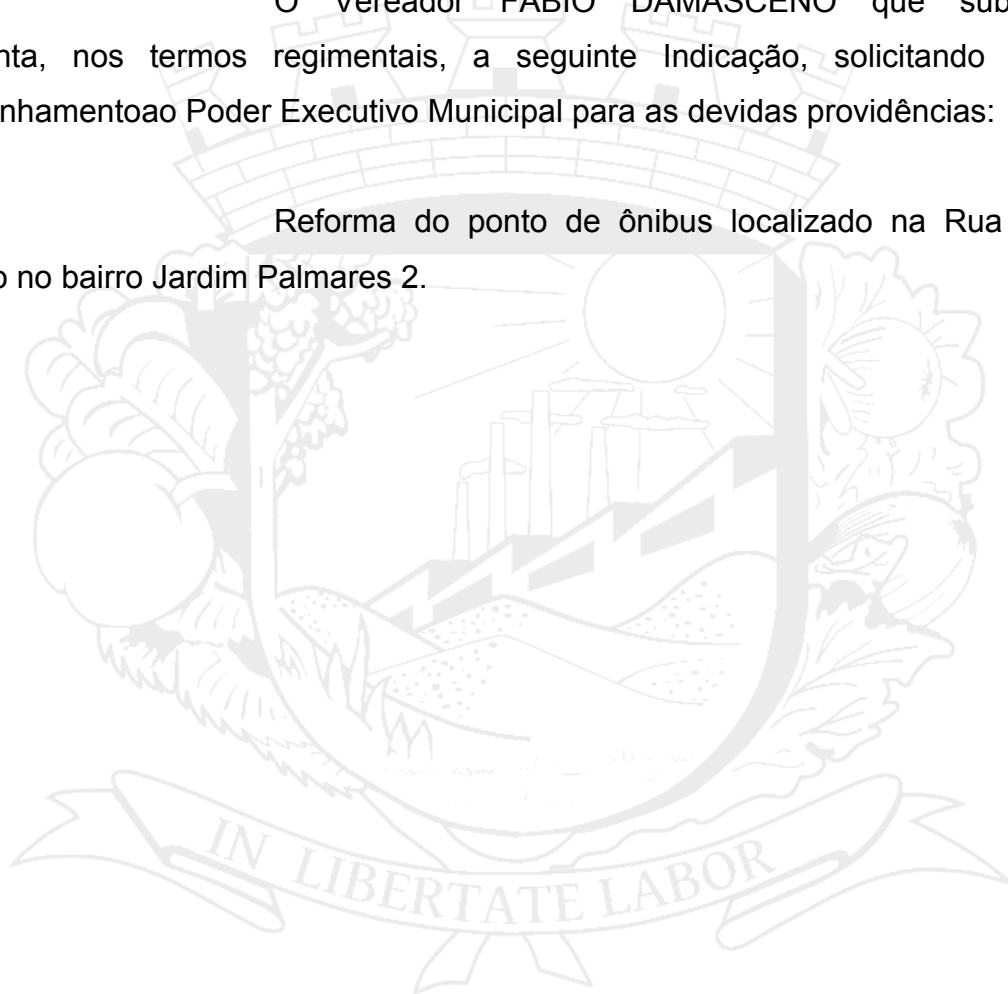 O Vereador FABIO DAMASCENO que sub
nta, nos termos regimentais, a seguinte Indicação, solicitando
nhamentoao Poder Executivo Municipal para as devidas providências:
Reforma do ponto de ônibus localizado na Rua
o no bairro Jardim Palmares 2.
IN LIBERTATE LABOR